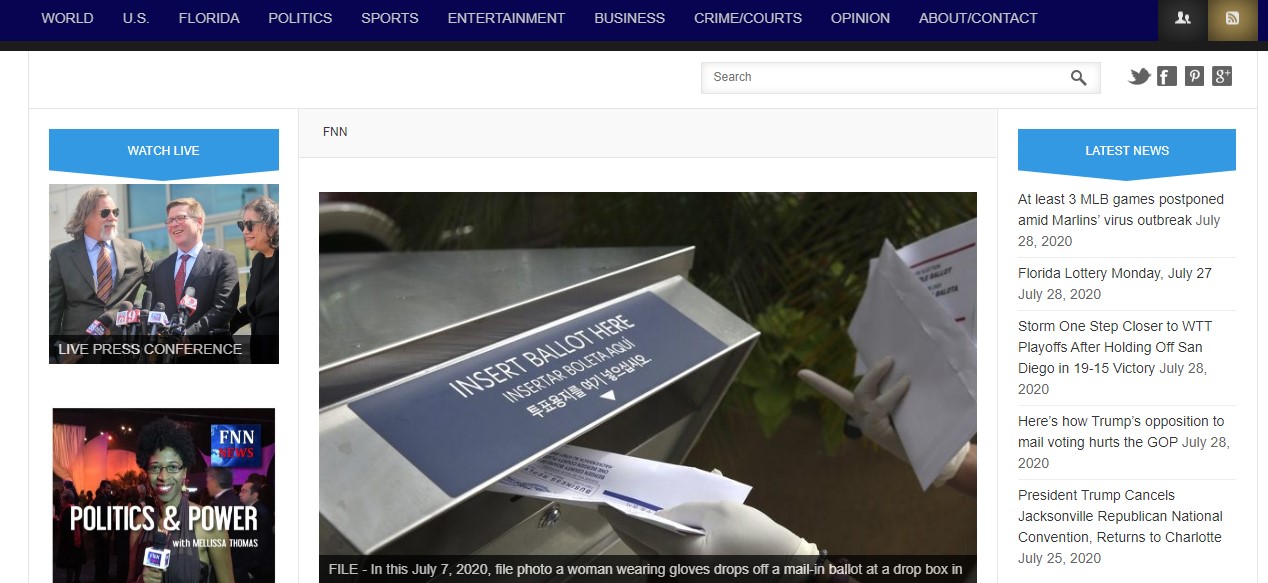 WORLD U.S. FLORIDA POLITICS SPORTS ENTERTAINMENT BUSINESS CRIME/COURTS OPINION ABOUT/CONTACT
Search
WATCH LIVE
LIVE PRESS CONFERENCE
FNN
NEWS
POLITICS & POWER
with MELLISSA THOMAS
FNN
INSERT BALLOT HERE
INSERTAR BOLETA AQUÍ
투표용지를 여기 넣으십시오.
FILE - In this July 7, 2020, file photo a woman wearing gloves drops off a mail-in ballot at a drop box in
LATEST NEWS
At least 3 MLB games postponed
amid Marlins’ virus outbreak July
28, 2020
Florida Lottery Monday, July 27
July 28, 2020
Storm One Step Closer to WTT
Playoffs After Holding Off San
Diego in 19-15 Victory July 28,
2020
Here’s how Trump’s opposition to
mail voting hurts the GOP July 28,
2020
President Trump Cancels
Jacksonville Republican National
Convention, Returns to Charlotte
July 25, 2020